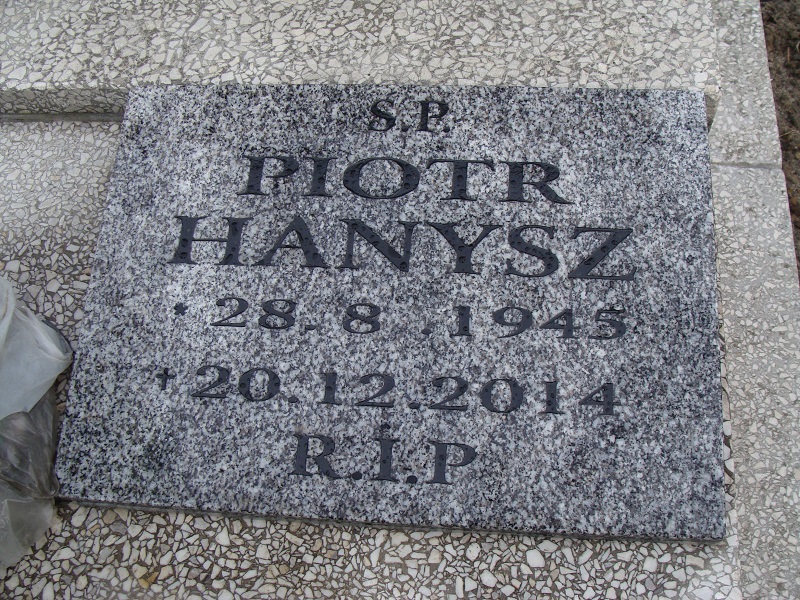 S.P.
PIOTR
HANYSZ
* 28. 8 .1945
+ 20.12.2014
R.I.P